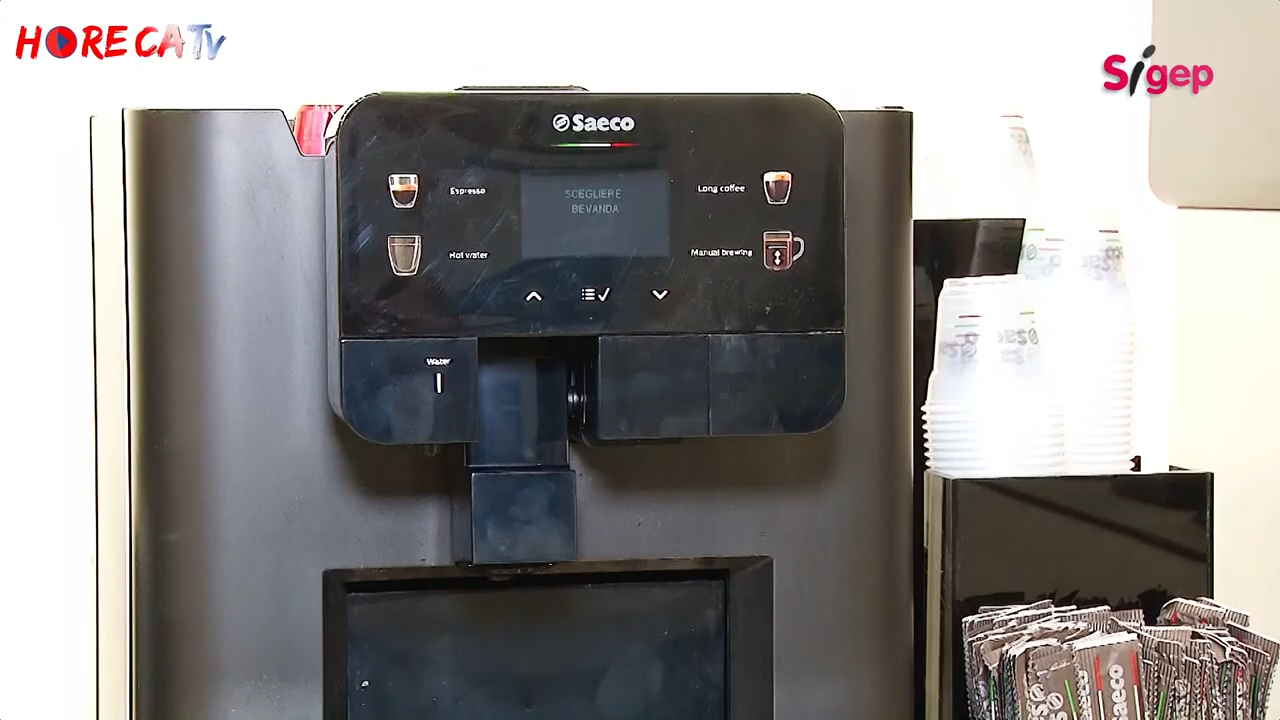 HORECATV
Sigep
Saeco
Espresso
SCEGLIERE
BEVANDA
Long coffee
Hot water
Manual brewing
Water
Saeco